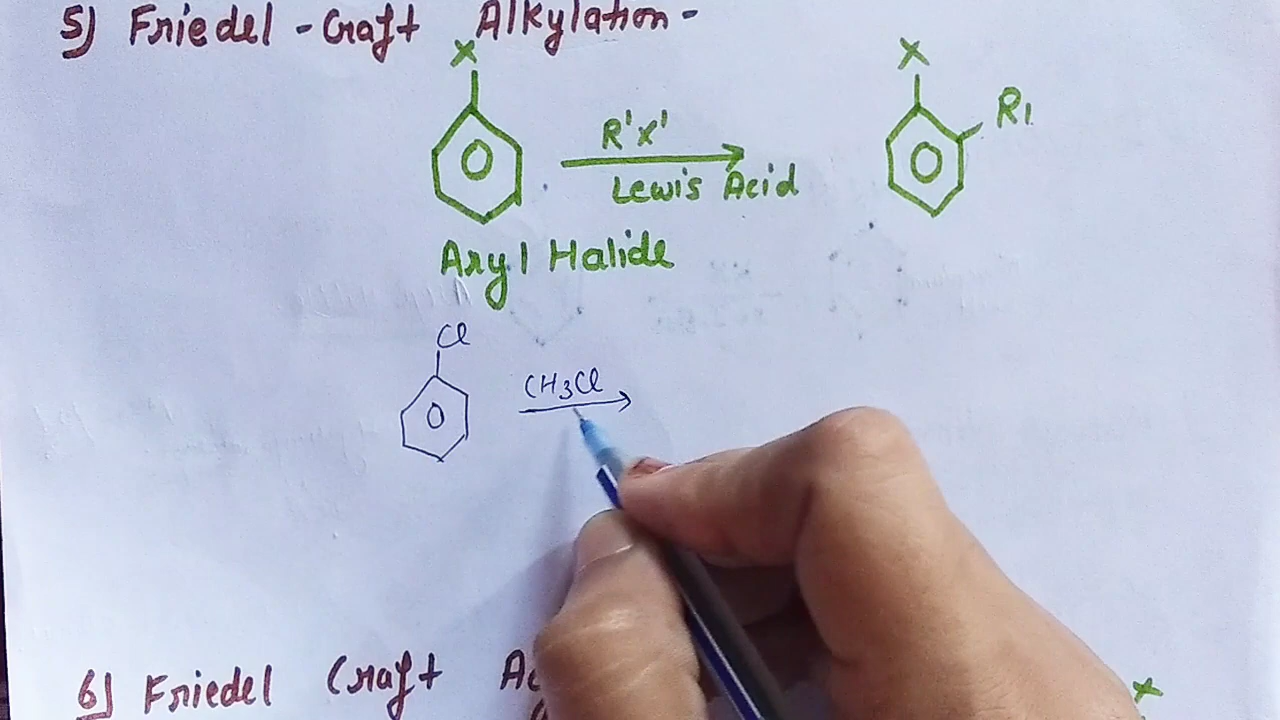 5) Friedel - Craft Alkylation -
X
X
R'X'
R1
Lewis Acid
Aryl Halide
Cl
CH3Cl
6) Friedel Craft
X